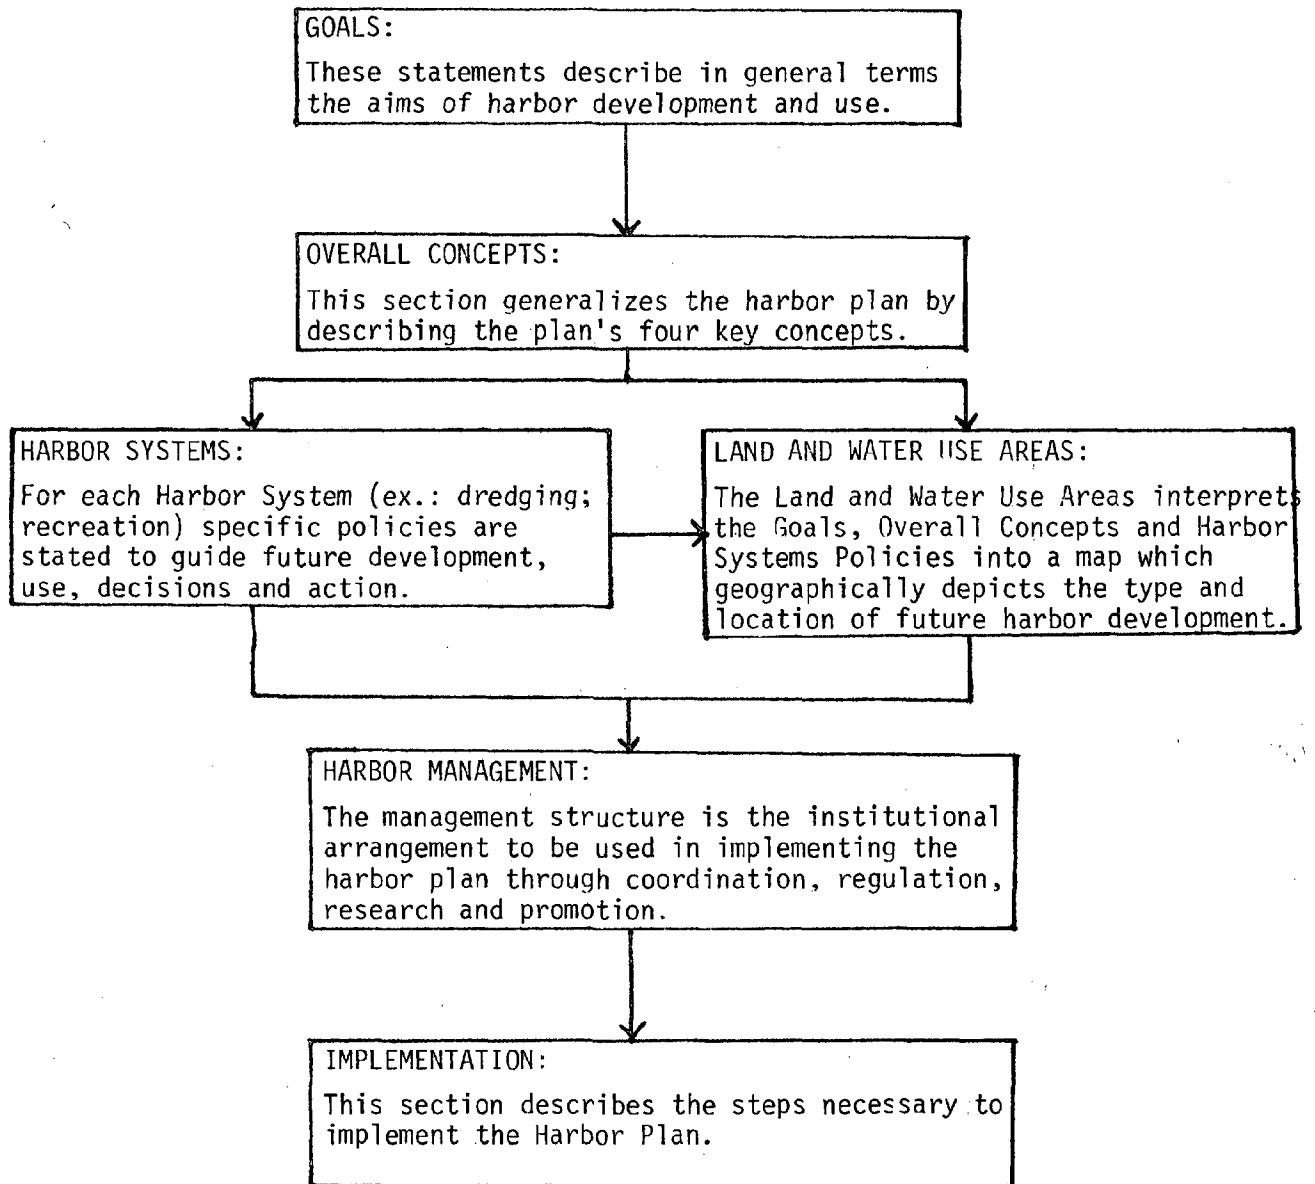 GOALS:
These statements describe in general terms
the aims of harbor development and use.
OVERALL CONCEPTS:
This section generalizes the harbor plan by
describing the plan's four key concepts.
HARBOR SYSTEMS:
For each Harbor System (ex.: dredging;
recreation) specific policies are
stated to guide future development,
use, decisions and action.
LAND AND WATER USE AREAS:
The Land and Water Use Areas interprets
the Goals, Overall Concepts and Harbor
Systems Policies into a map which
geographically depicts the type and
location of future harbor development.
HARBOR MANAGEMENT:
The management structure is the institutional
arrangement to be used in implementing the
harbor plan through coordination, regulation,
research and promotion.
IMPLEMENTATION:
This section describes the steps necessary to
implement the Harbor Plan.